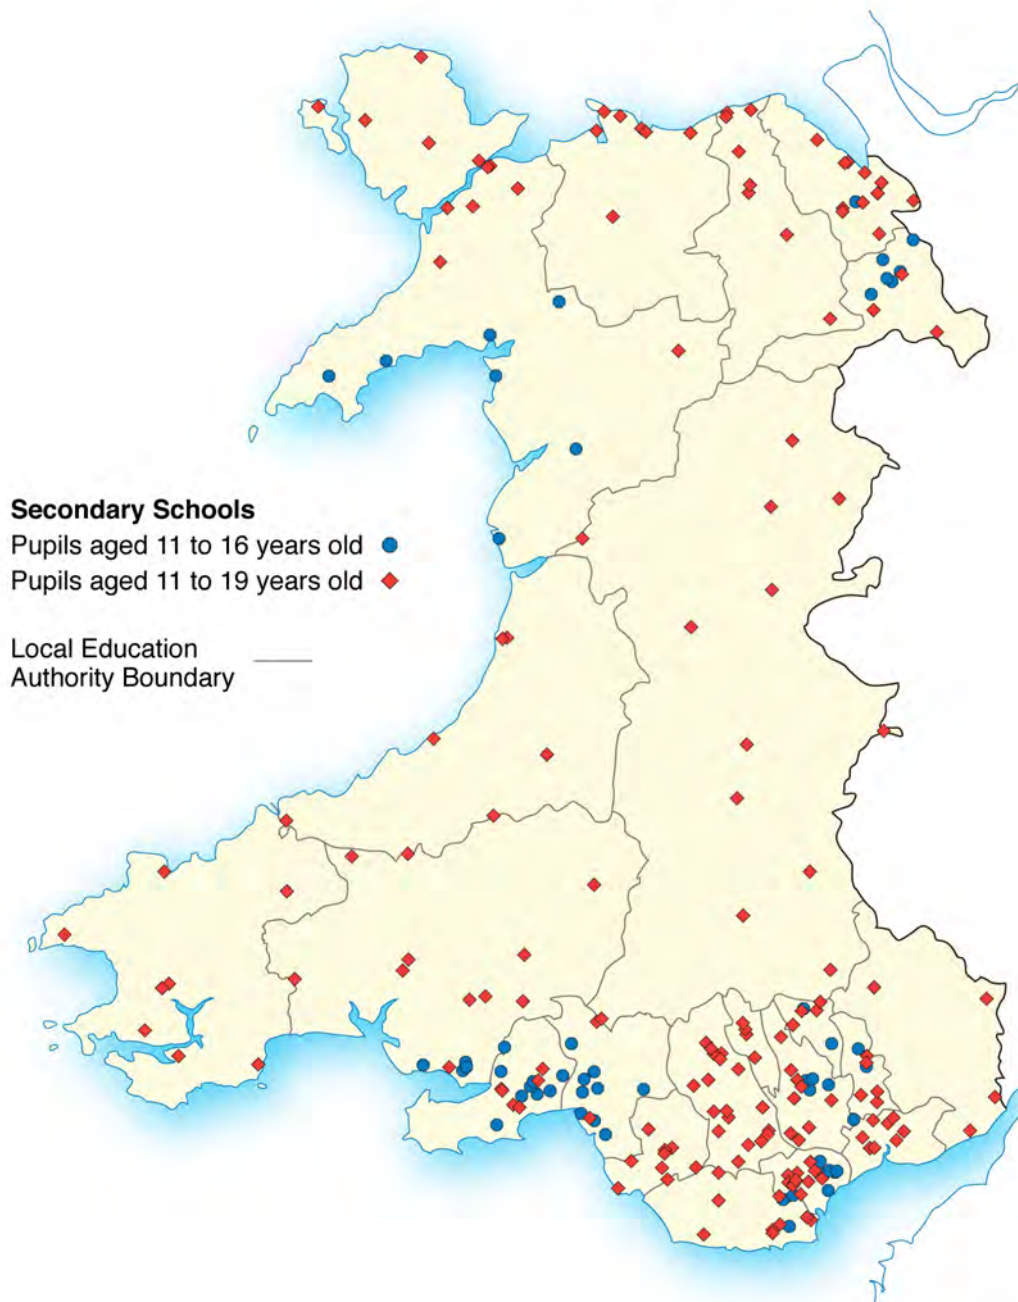 Secondary Schools
Pupils aged 11 to 16 years old
Pupils aged 11 to 19 years old
Local Education
Authority Boundary